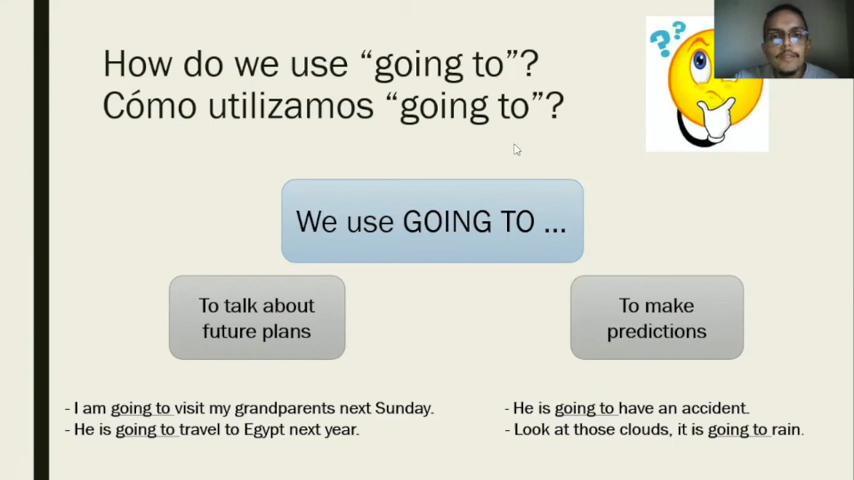 How do we use “going to”?
Cómo utilizamos “going to”?
??
We use GOING TO ...
To talk about
future plans
To make
predictions
- I am going to visit my grandparents next Sunday.
- He is going to travel to Egypt next year.
- He is going to have an accident.
- Look at those clouds, it is going to rain.